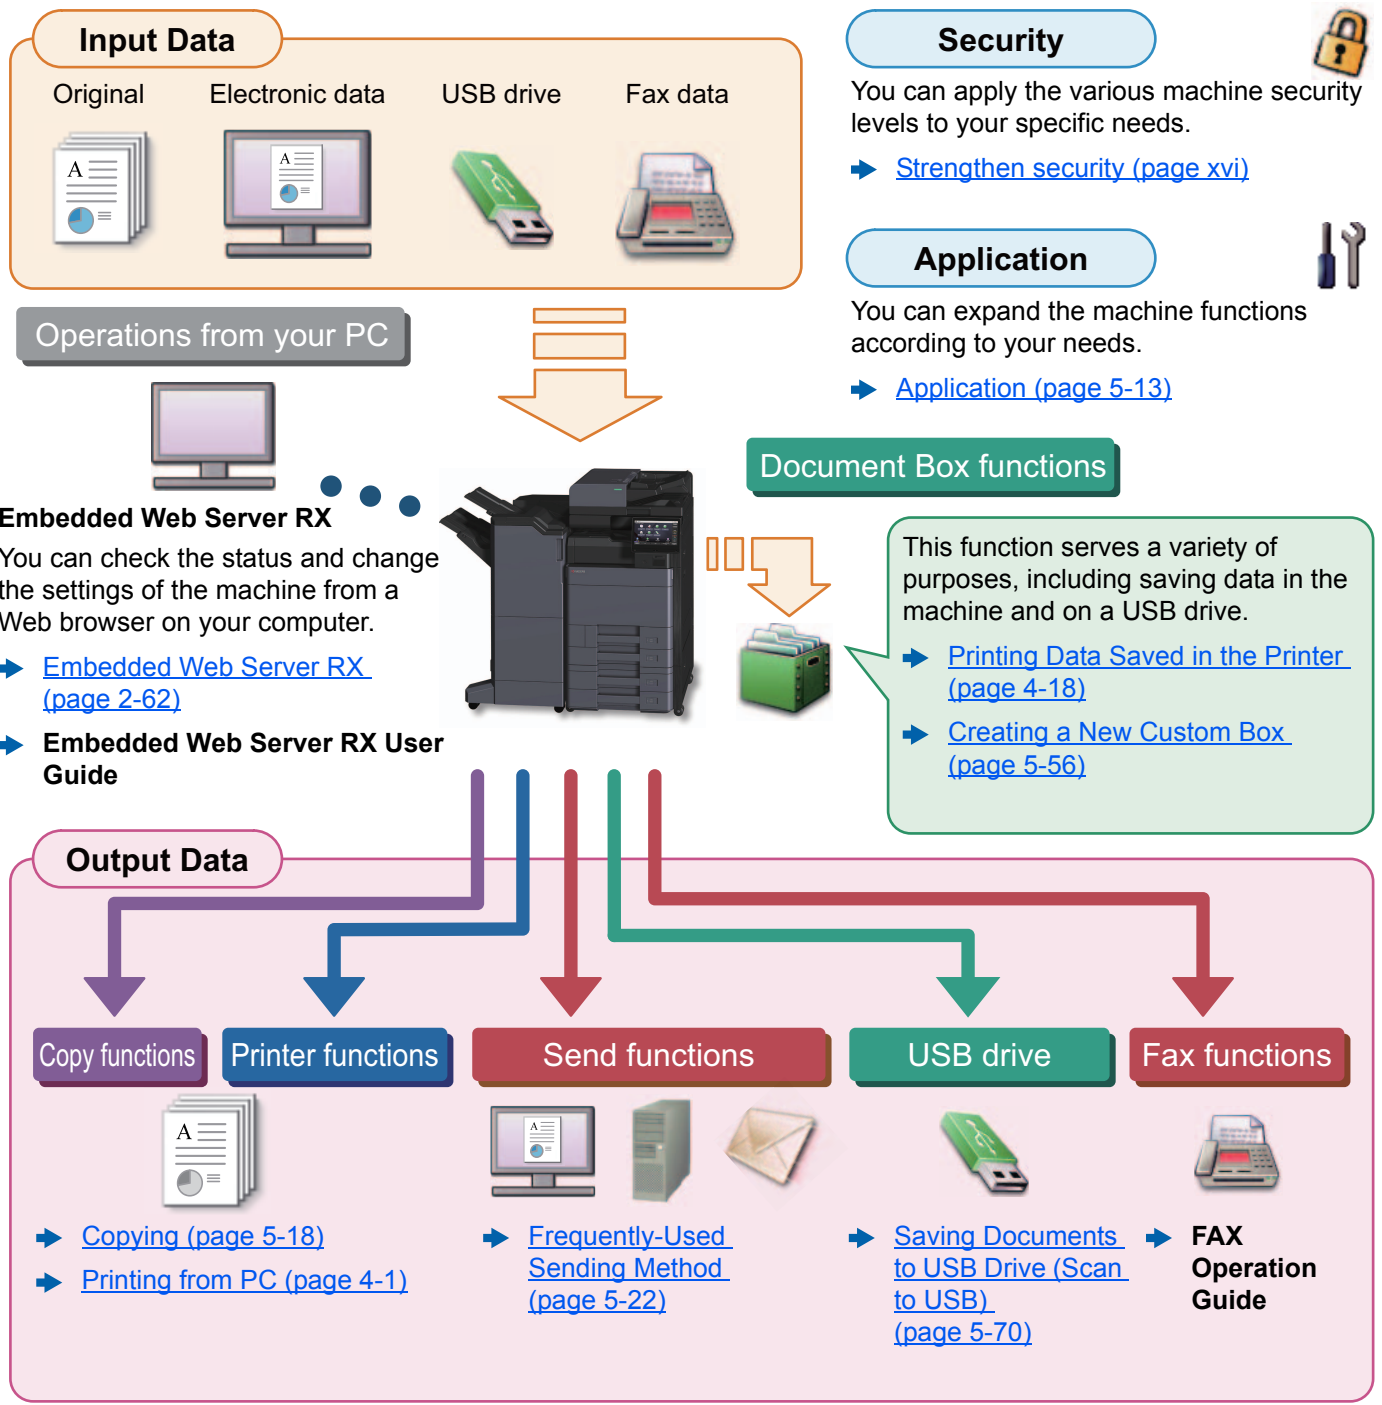 Input Data
Original
Electronic data
USB drive
Fax data
Security
You can apply the various machine security
levels to your specific needs.
Strengthen security (page xvi)
Application
You can expand the machine functions
according to your needs.
Application (page 5-13)
Operations from your PC
Embedded Web Server RX
You can check the status and change
the settings of the machine from a
Web browser on your computer.
Embedded Web Server RX
(page 2-62)
Embedded Web Server RX User
Guide
Document Box functions
This function serves a variety of
purposes, including saving data in the
machine and on a USB drive.
Printing Data Saved in the Printer
(page 4-18)
Creating a New Custom Box
(page 5-56)
Output Data
Copy functions
Printer functions
Send functions
USB drive
Fax functions
Copying (page 5-18)
Printing from PC (page 4-1)
Frequently-Used
Sending Method
(page 5-22)
Saving Documents
to USB Drive (Scan
to USB)
(page 5-70)
FAX
Operation
Guide